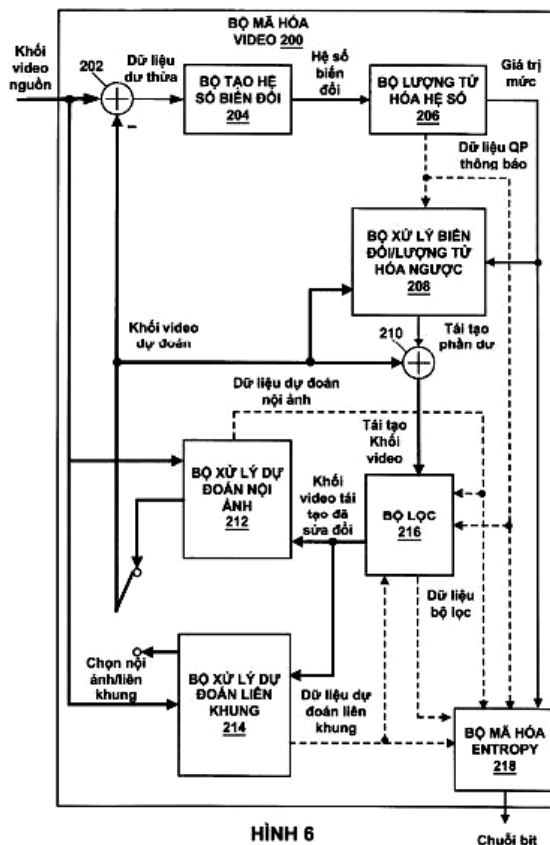 BỘ MÃ HÓA
VIDEO 200
Khối
video
nguồn
202
Dữ liệu
dư thừa
BỘ TẠO HỆ
SỐ BIẾN ĐỔI
204
Hệ số
biến
đổi
BỘ LƯỢNG TỬ
HÓA HỆ SỐ
206
Giá trị
mức
Dữ liệu QP
thông báo
BỘ XỬ LÝ BIẾN
ĐỔI/LƯỢNG TỬ
HÓA NGƯỢC
208
Khối video
dự đoán
210
Tái tạo
phần dư
Dữ liệu dự đoán
nội ảnh
Tái tạo
Khối
video
BỘ XỬ LÝ DỰ
ĐOÁN NỘI
ẢNH
212
Khối
video tái
tạo đã
sửa đổi
BỘ LỌC
216
Dữ liệu
bộ lọc
Chọn nội
ảnh/liên
khung
BỘ XỬ LÝ DỰ
ĐOÁN LIÊN
KHUNG
214
Dữ liệu dự
đoán liên
khung
BỘ MÃ HÓA
ENTROPY
218
HÌNH 6
Chuỗi bit